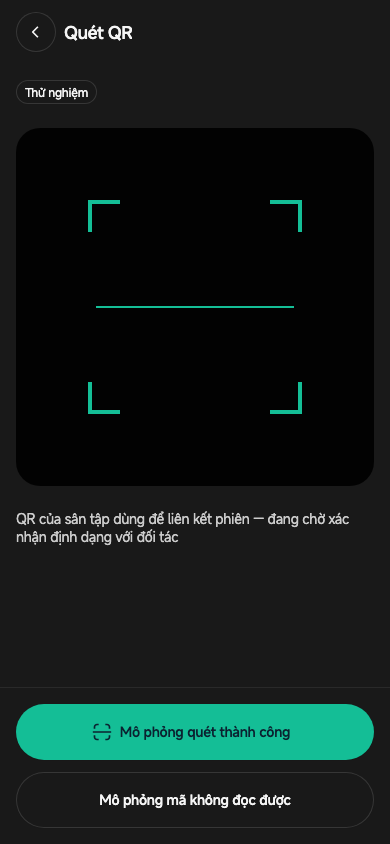 Quét QR
Thử nghiệm
QR của sân tập dùng để liên kết phiên — đang chờ xác
nhận định dạng với đối tác
Mô phỏng quét thành công
Mô phỏng mã không đọc được